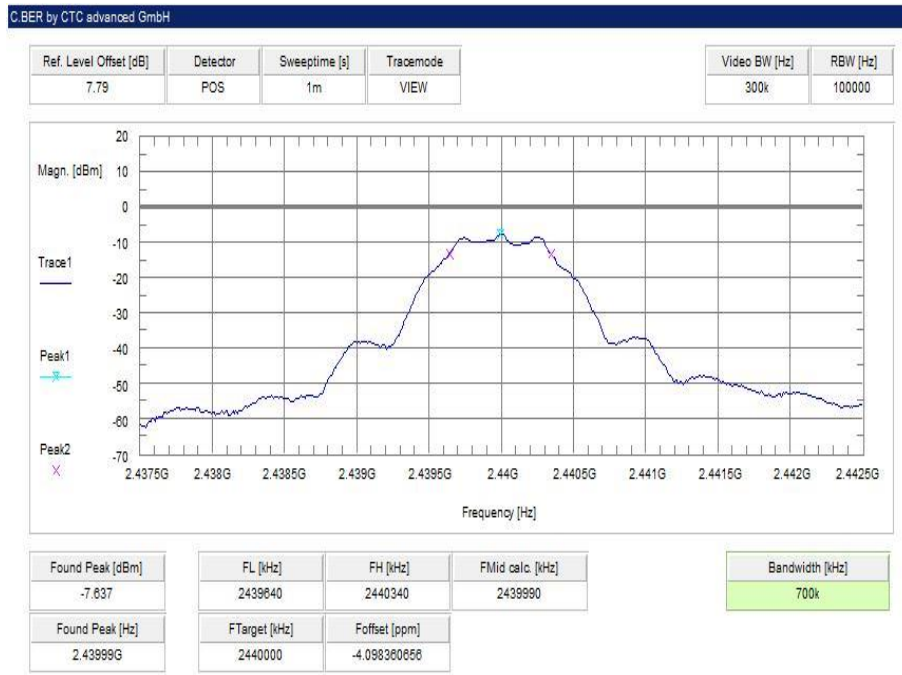 C.BER by CTC advanced GmbH
Ref. Level Offset [dB] Detector Sweeptime [s] Tracemode Video BW [Hz] RBW [Hz]
7.79 POS 1m VIEW 300k 100000
20
Magn. [dBm] 10
0
-10
Trace1
-20
-30
Peak1 -40
-50
-60
Peak2
-70
2.4375G 2.438G 2.4385G 2.439G 2.4395G 2.44G 2.4405G 2.441G 2.4415G 2.442G 2.4425G
Frequency [Hz]
Found Peak [dBm] FL [kHz] FH [kHz] FMid calc. [kHz] Bandwidth [kHz]
-7.637 2439640 2440340 2439990 700k
Found Peak [Hz] FTarget [kHz] Foffset [ppm]
2.43999G 2440000 -4.098360656